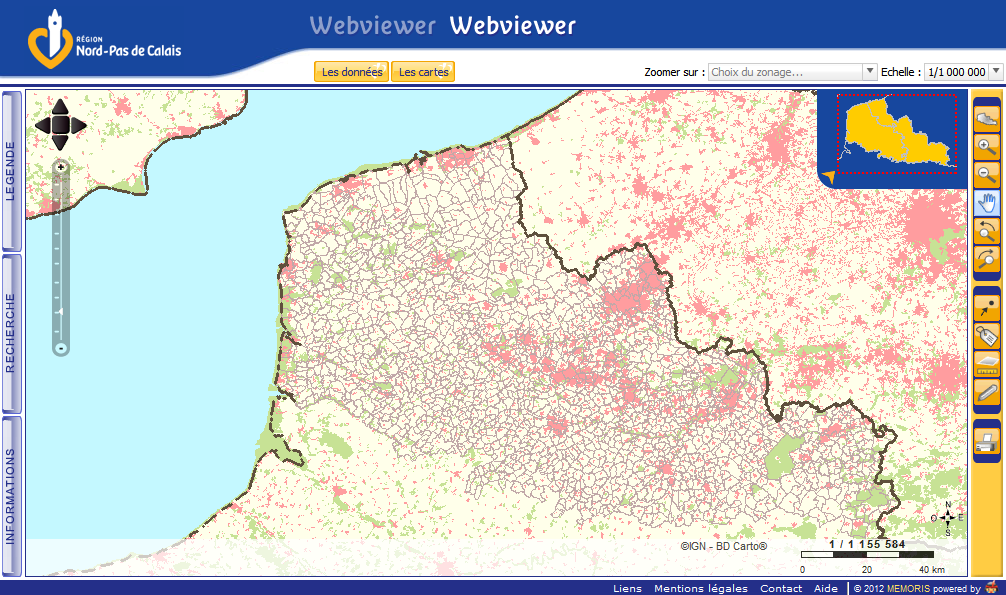 RÉGION
Nord-Pas de Calais
Webviewer Webviewer
Les données Les cartes
Zoomer sur : Choix du zonage... Echelle : 1/1 000 000
LEGENDE
RECHERCHE
INFORMATIONS
+
-
N
O E
S
©IGN - BD Carto®
1 / 1 155 584
0 20 40 km
Liens Mentions légales Contact Aide © 2012 MEMORIS powered by